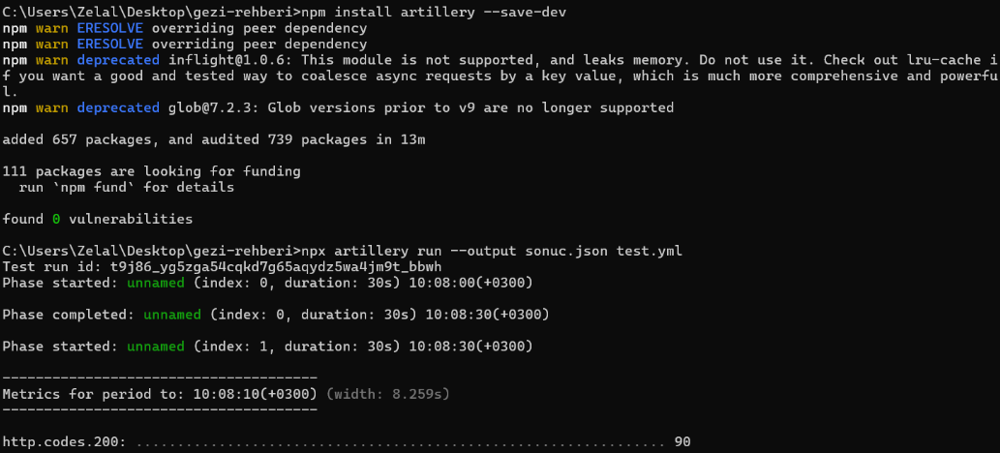 C:\Users\Zelal\Desktop\gezi-rehberi>npm install artillery --save-dev
npm warn ERESOLVE overriding peer dependency
npm warn ERESOLVE overriding peer dependency
npm warn deprecated inflight@1.0.6: This module is not supported, and leaks memory. Do not use it. Check out lru-cache i
f you want a good and tested way to coalesce async requests by a key value, which is much more comprehensive and powerfu
l.
npm warn deprecated glob@7.2.3: Glob versions prior to v9 are no longer supported
added 657 packages, and audited 739 packages in 13m
111 packages are looking for funding
  run `npm fund` for details
found 0 vulnerabilities
C:\Users\Zelal\Desktop\gezi-rehberi>npx artillery run --output sonuc.json test.yml
Test run id: t9j86_yg5zga54cqkd7g65aqydz5wa4jm9t_bbwh
Phase started: unnamed (index: 0, duration: 30s) 10:08:00(+0300)
Phase completed: unnamed (index: 0, duration: 30s) 10:08:30(+0300)
Phase started: unnamed (index: 1, duration: 30s) 10:08:30(+0300)
--------------------------------------
Metrics for period to: 10:08:10(+0300) (width: 8.259s)
--------------------------------------
http.codes.200: ................................................................ 90